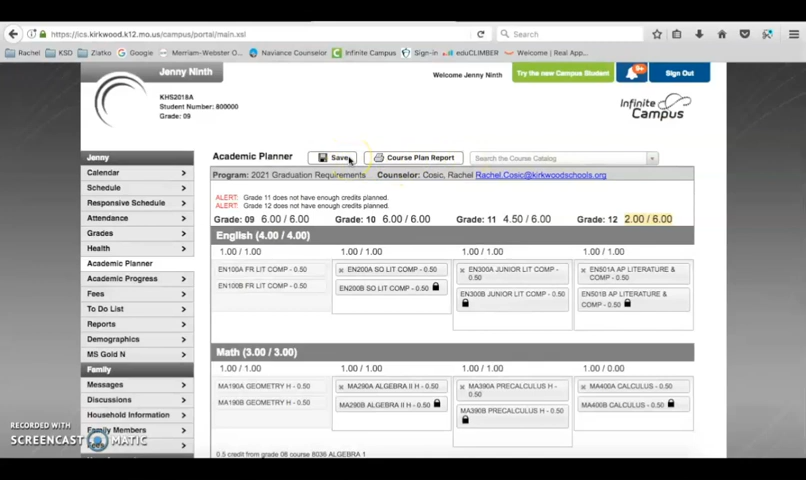 https://ics.kirkwood.k12.mo.us/campus/portal/main.xsl
Search
Rachel KSD Zlatko Google Merriam-Webster O... Naviance Counselor Infinite Campus Sign-in eduCLIMBER Welcome | Real App...
Jenny Ninth
Welcome Jenny Ninth
Try the new Campus Student
9+
Sign Out
KHS2018A
Student Number: 800000
Grade: 09
Infinite Campus
Jenny
Calendar
Schedule
Responsive Schedule
Attendance
Grades
Health
Academic Planner
Academic Progress
Fees
To Do List
Reports
Demographics
MS Gold N
Family
Messages
Discussions
Household Information
Family Members
Academic Planner
Save
Course Plan Report
Search the Course Catalog
Program: 2021 Graduation Requirements Counselor: Cosic, Rachel Rachel.Cosic@kirkwoodschools.org
ALERT: Grade 11 does not have enough credits planned.
ALERT: Grade 12 does not have enough credits planned.
Grade: 09 6.00 / 6.00 Grade: 10 6.00 / 6.00 Grade: 11 4.50 / 6.00 Grade: 12 2.00 / 6.00
English (4.00 / 4.00)
1.00 / 1.00 1.00 / 1.00 1.00 / 1.00 1.00 / 1.00
EN100A FR LIT COMP - 0.50
EN100B FR LIT COMP - 0.50
EN200A SO LIT COMP - 0.50
EN200B SO LIT COMP - 0.50
EN300A JUNIOR LIT COMP -
0.50
EN300B JUNIOR LIT COMP - 0.50
EN501A AP LITERATURE &
COMP - 0.50
EN501B AP LITERATURE &
COMP - 0.50
Math (3.00 / 3.00)
1.00 / 1.00 1.00 / 1.00 1.00 / 1.00 1.00 / 0.00
MA190A GEOMETRY H - 0.50
MA190B GEOMETRY H - 0.50
MA290A ALGEBRA II H - 0.50
MA290B ALGEBRA II H - 0.50
MA390A PRECALCULUS H -
0.50
MA390B PRECALCULUS H - 0.50
MA400A CALCULUS - 0.50
MA400B CALCULUS - 0.50
0.5 credit from grade 08 course 8036 ALGEBRA 1
RECORDED WITH
SCREENCAST MATIC